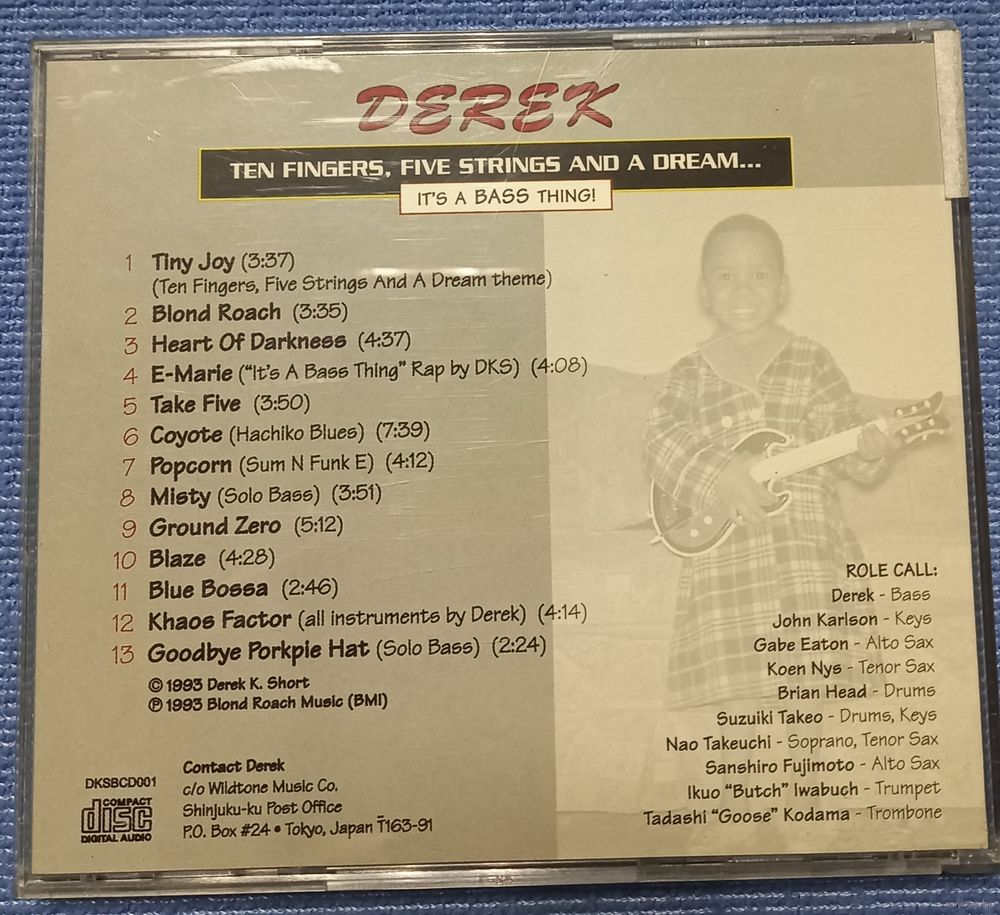 DEREK
TEN FINGERS, FIVE STRINGS AND A DREAM...
IT'S A BASS THING!
1 Tiny Joy (3:37)
(Ten Fingers, Five Strings And A Dream theme)
2 Blond Roach (3:35)
3 Heart Of Darkness (4:37)
4 E-Marie ("It's A Bass Thing" Rap by DKS) (4:08)
5 Take Five (3:50)
6 Coyote (Hachiko Blues) (7:39)
7 Popcorn (Sum N Funk E) (4:12)
8 Misty (Solo Bass) (3:51)
9 Ground Zero (5:12)
10 Blaze (4:28)
11 Blue Bossa (2:46)
12 Khaos Factor (all instruments by Derek) (4:14)
13 Goodbye Porkpie Hat (Solo Bass) (2:24)
© 1993 Derek K. Short
℗ 1993 Blond Roach Music (BMI)
ROLE CALL:
Derek - Bass
John Karlson - Keys
Gabe Eaton - Alto Sax
Koen Nys - Tenor Sax
Brian Head - Drums
Suzuiki Takeo - Drums, Keys
Nao Takeuchi - Soprano, Tenor Sax
Sanshiro Fujimoto - Alto Sax
Ikuo "Butch" Iwabuch - Trumpet
Tadashi "Goose" Kodama - Trombone
DKSBCD001
COMPACT
disc
DIGITAL AUDIO
Contact Derek
c/o Wildtone Music Co.
Shinjuku-ku Post Office
P.O. Box #24 • Tokyo, Japan 〒163-91